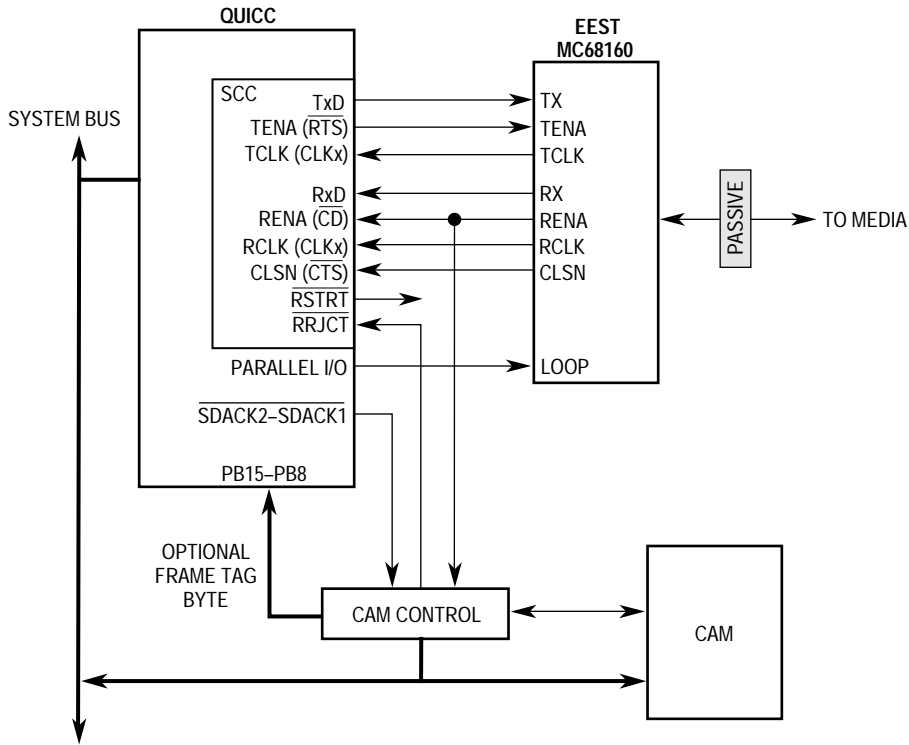 QUICC
EEST
MC68160
SYSTEM BUS
SCC
TxD
TENA (RTS)
TCLK (CLKx)
RxD
RENA (CD)
RCLK (CLKx)
CLSN (CTS)
RSTRT
RRJCT
PARALLEL I/O
SDACK2–SDACK1
PB15–PB8
TX
TENA
TCLK
RX
RENA
RCLK
CLSN
LOOP
PASSIVE
TO MEDIA
OPTIONAL
FRAME TAG
BYTE
CAM CONTROL
CAM